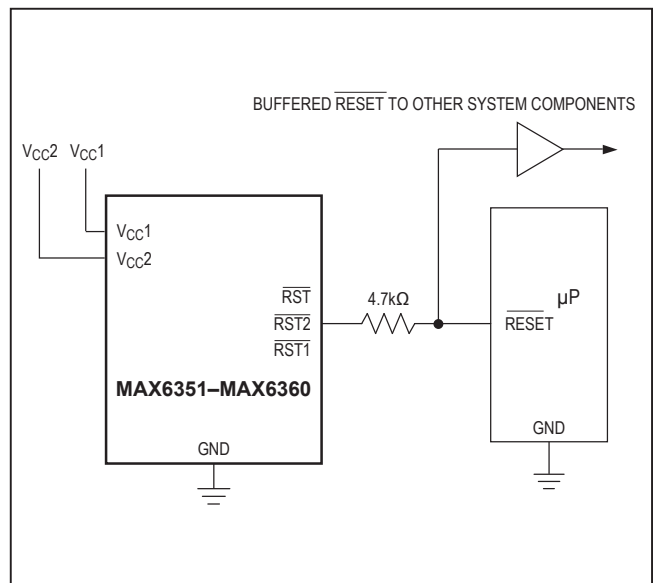 BUFFERED RESET TO OTHER SYSTEM COMPONENTS
VCC2 VCC1
VCC1
VCC2
RST
RST2
RST1
4.7kΩ
µP
RESET
MAX6351–MAX6360
GND
GND